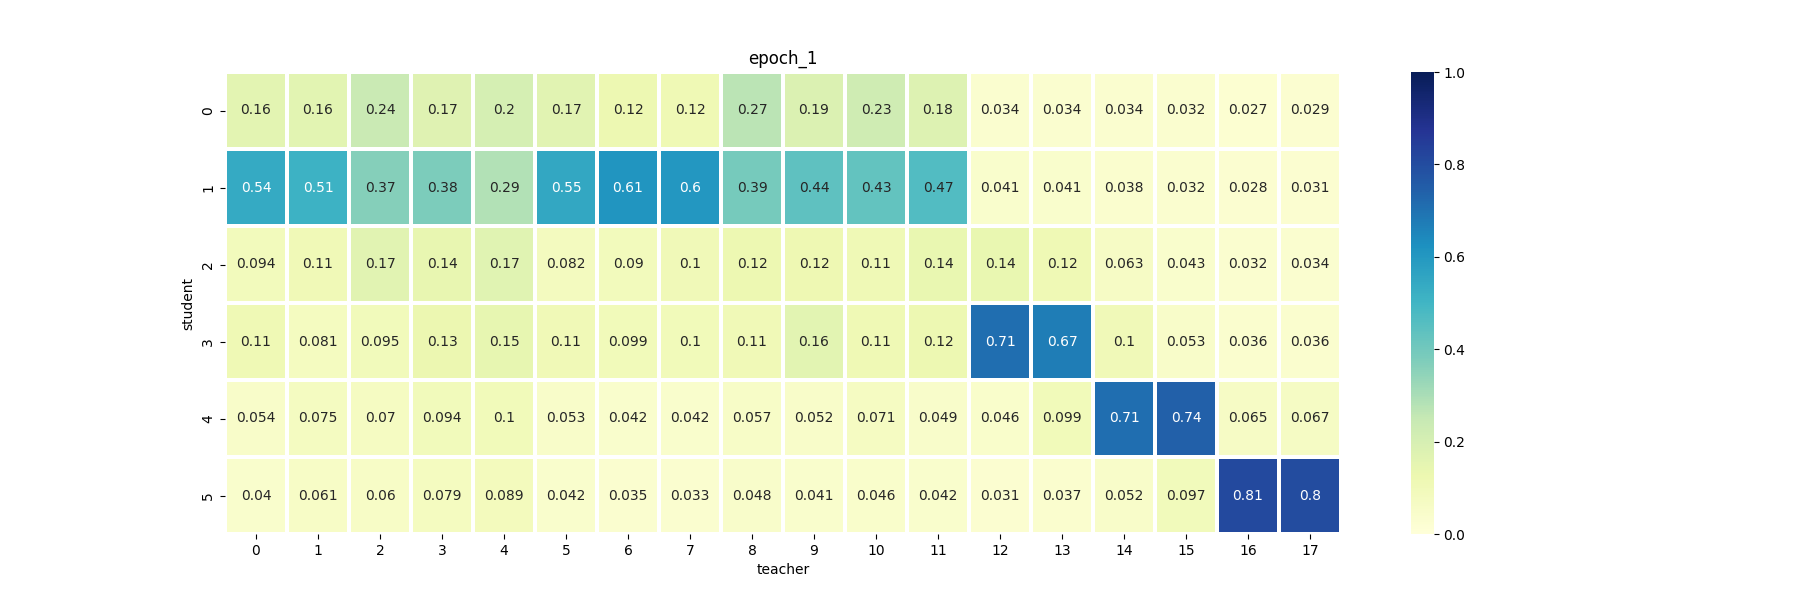 epoch_1
0 0.16 0.16 0.24 0.17 0.2 0.17 0.12 0.12 0.27 0.19 0.23 0.18 0.034 0.034 0.034 0.032 0.027 0.029
1 0.54 0.51 0.37 0.38 0.29 0.55 0.61 0.6 0.39 0.44 0.43 0.47 0.041 0.041 0.038 0.032 0.028 0.031
2 0.094 0.11 0.17 0.14 0.17 0.082 0.09 0.1 0.12 0.12 0.11 0.14 0.14 0.12 0.063 0.043 0.032 0.034
3 0.11 0.081 0.095 0.13 0.15 0.11 0.099 0.1 0.11 0.16 0.11 0.12 0.71 0.67 0.1 0.053 0.036 0.036
4 0.054 0.075 0.07 0.094 0.1 0.053 0.042 0.042 0.057 0.052 0.071 0.049 0.046 0.099 0.71 0.74 0.065 0.067
5 0.04 0.061 0.06 0.079 0.089 0.042 0.035 0.033 0.048 0.041 0.046 0.042 0.031 0.037 0.052 0.097 0.81 0.8
student
0 1 2 3 4 5 6 7 8 9 10 11 12 13 14 15 16 17
teacher
1.0
0.8
0.6
0.4
0.2
0.0